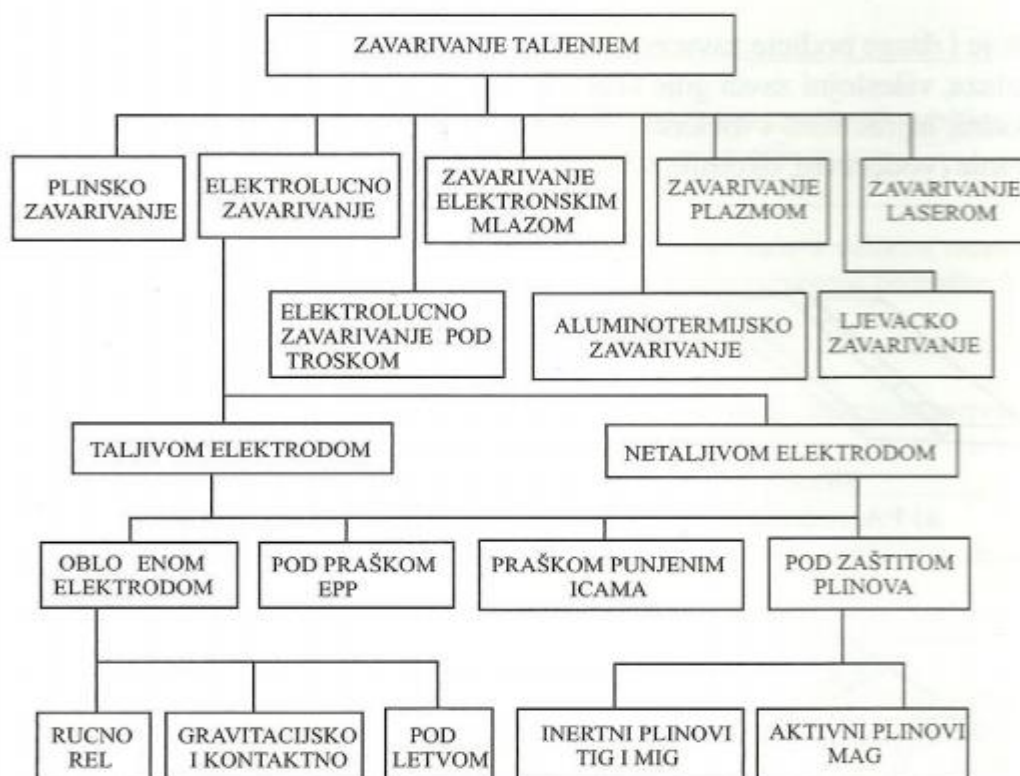 ZAVARIVANJE TALJENJEM
PLINSKO
ZAVARIVANJE
ELEKTROLUCNO
ZAVARIVANJE
ZAVARIVANJE
ELEKTRONSKIM
MLAZOM
ZAVARIVANJE
PLAZMOM
ZAVARIVANJE
LASEROM
ELEKTROLUCNO
ZAVARIVANJE POD
TROSKOM
ALUMINOTERMIJSKO
ZAVARIVANJE
LJEVACKO
ZAVARIVANJE
TALJIVOM ELEKTRODOM
NETALJIVOM ELEKTRODOM
OBLO ENOM
ELEKTRODOM
POD PRAŠKOM
EPP
PRAŠKOM PUNJENIM
ICAMA
POD ZAŠTITOM
PLINOVA
RUCNO
REL
GRAVITACIJSKO
I KONTAKTNO
POD
LETVOM
INERTNI PLINOVI
TIG I MIG
AKTIVNI PLINOVI
MAG